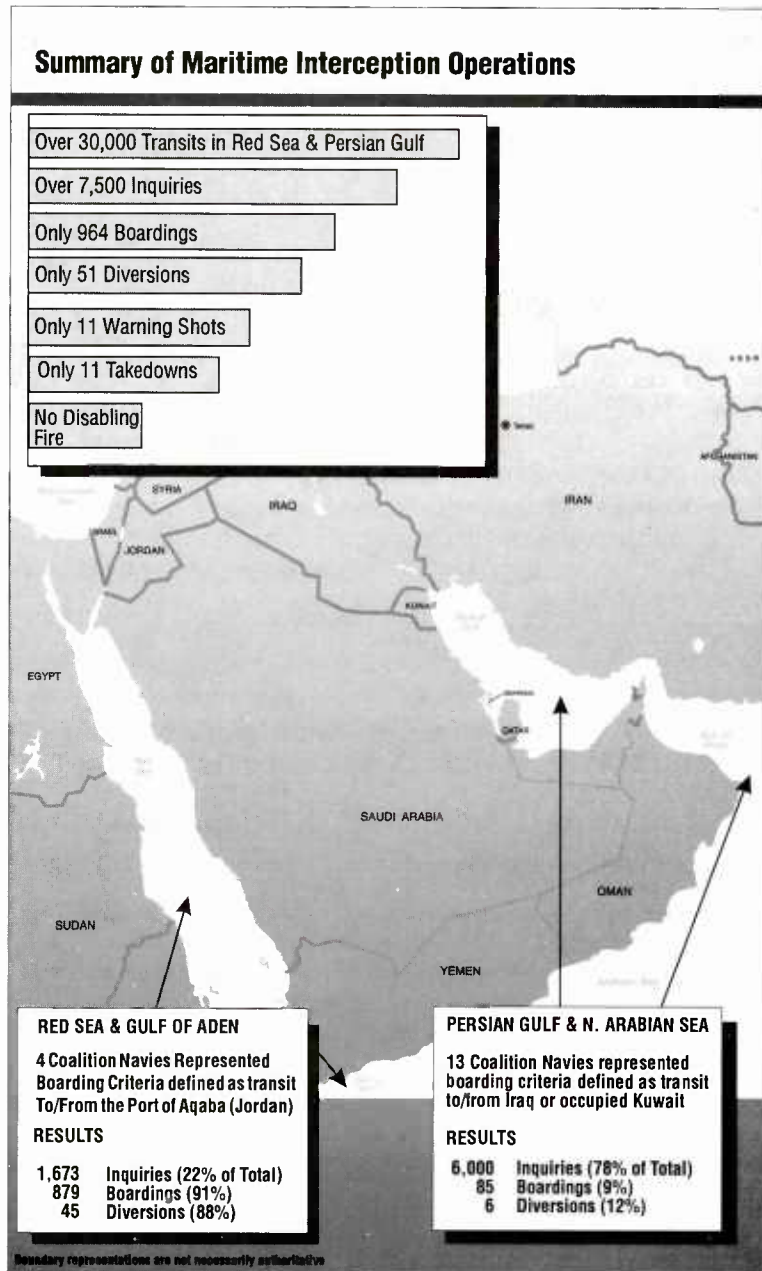 Summary of Maritime Interception Operations
Over 30,000 Transits in Red Sea & Persian Gulf
Over 7,500 Inquiries
Only 964 Boardings
Only 51 Diversions
Only 11 Warning Shots
Only 11 Takedowns
No Disabling
Fire
AFGHANISTAN
SYRIA
IRAQ
IRAN
ISRAEL
JORDAN
KUWAIT
EGYPT
QATAR
SAUDI ARABIA
OMAN
SUDAN
YEMEN
RED SEA & GULF OF ADEN
4 Coalition Navies Represented
Boarding Criteria defined as transit
To/From the Port of Aqaba (Jordan)
RESULTS
1,673 Inquiries (22% of Total)
879 Boardings (91%)
45 Diversions (88%)
PERSIAN GULF & N. ARABIAN SEA
13 Coalition Navies represented
boarding criteria defined as transit
to/from Iraq or occupied Kuwait
RESULTS
6,000 Inquiries (78% of Total)
85 Boardings (9%)
6 Diversions (12%)
Boundary representations are not necessarily authoritative